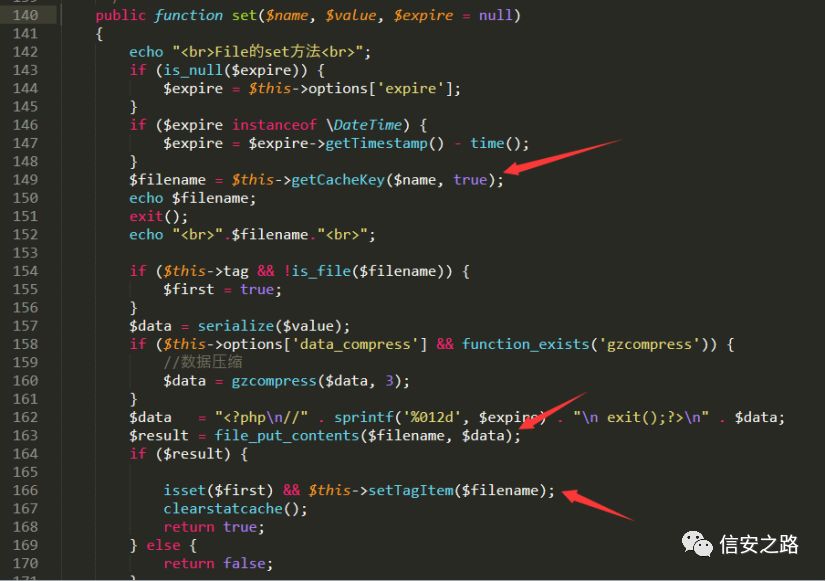 140 public function set($name, $value, $expire = null)
141 {
142 echo "<br>File的set方法<br>";
143 if (is_null($expire)) {
144 $expire = $this->options['expire'];
145 }
146 if ($expire instanceof \DateTime) {
147 $expire = $expire->getTimestamp() - time();
148 }
149 $filename = $this->getCacheKey($name, true);
150 echo $filename;
151 exit();
152 echo "<br>".$filename."<br>";
153
154 if ($this->tag && !is_file($filename)) {
155 $first = true;
156 }
157 $data = serialize($value);
158 if ($this->options['data_compress'] && function_exists('gzcompress')) {
159 //数据压缩
160 $data = gzcompress($data, 3);
161 }
162 $data = "<?php\n//" . sprintf('%012d', $expire) . "\n exit();?>\n" . $data;
163 $result = file_put_contents($filename, $data);
164 if ($result) {
165
166 isset($first) && $this->setTagItem($filename);
167 clearstatcache();
168 return true;
169 } else {
170 return false;
信安之路